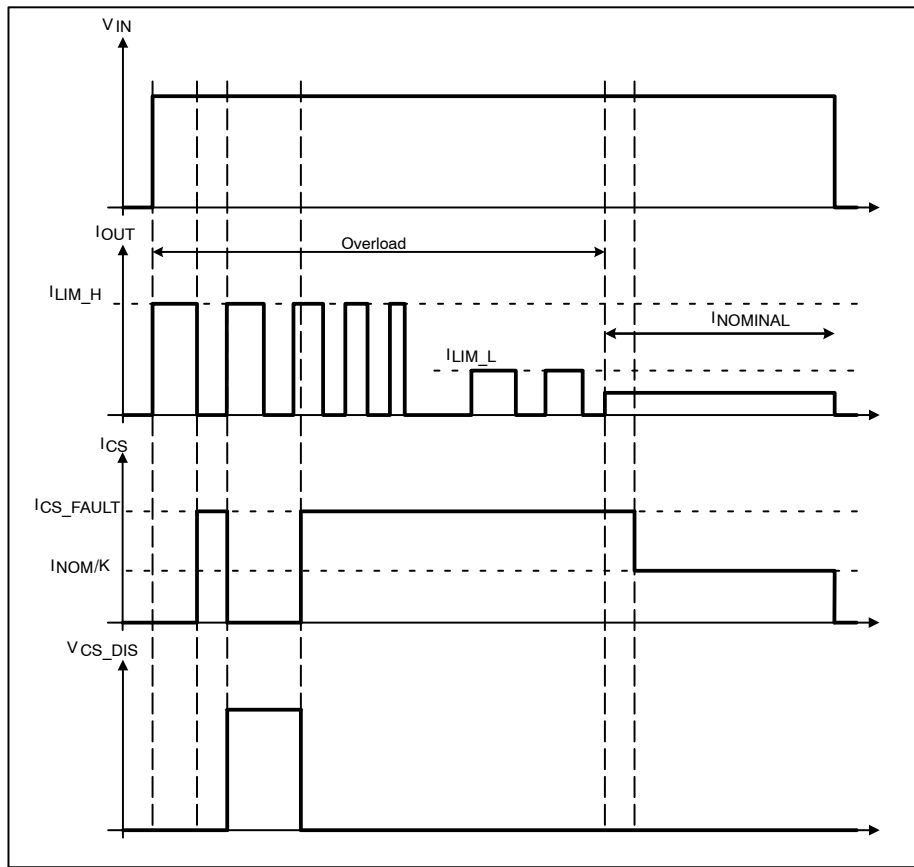 VIN
IOUT
Overload
ILIM_H
INOMINAL
ILIM_L
ICS
ICS_FAULT
INOM/K
VCS_DIS